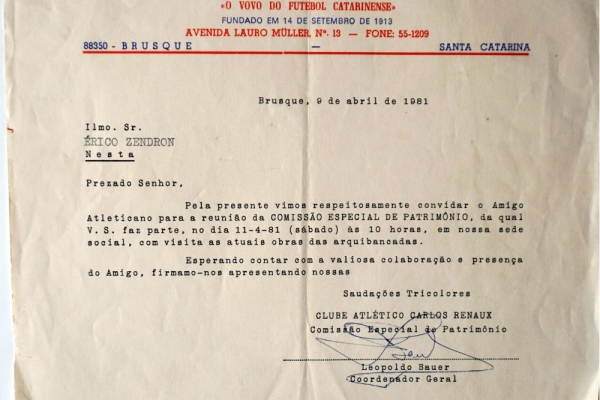 «O VOVO DO FUTEBOL CATARINENSE»
FUNDADO EM 14 DE SETEMBRO DE 1913
AVENIDA LAURO MÜLLER, Nº. 13 — FONE: 55-1209
88350 - BRUSQUE — SANTA CATARINA
Brusque, 9 de abril de 1981
Ilmo. Sr.
ÉRICO ZENDRON
Nesta
Prezado Senhor,
Pela presente vimos respeitosamente convidar o Amigo
Atleticano para a reunião da COMISSÃO ESPECIAL DE PATRIMÔNIO, da qual
V. S. faz parte, no dia 11-4-81 (sábado) às 10 horas, em nossa sede
social, com visita as atuais obras das arquibancadas.
Esperando contar com a valiosa colaboração e presença
do Amigo, firmamo-nos apresentando nossas
Saudações Tricolores
CLUBE ATLÉTICO CARLOS RENAUX
Comissão Especial de Patrimônio
Leopoldo Bauer
Coordenador Geral